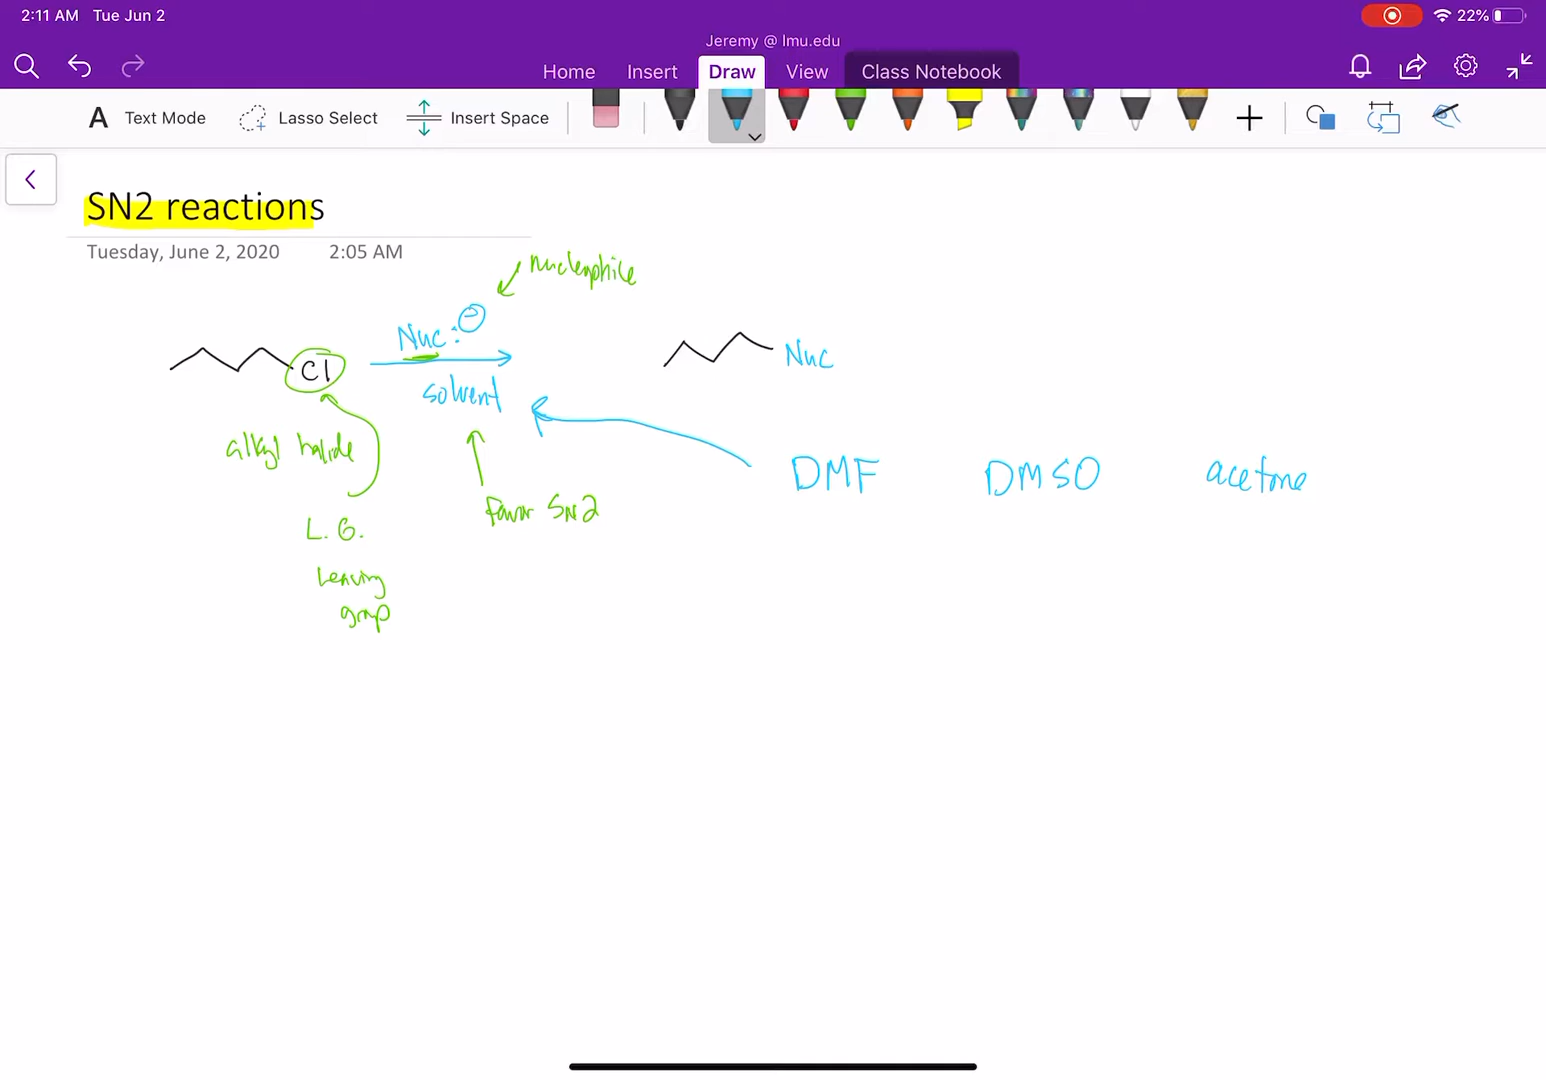 2:11 AM Tue Jun 2
22%
Jeremy @ lmu.edu
Home Insert Draw View Class Notebook
A Text Mode Lasso Select Insert Space
SN2 reactions
Tuesday, June 2, 2020 2:05 AM
nucleophile
Nuc:⊖
Cl
Nuc
solvent
alkyl halide
DMF DMSO acetone
favor SN2
L.G.
Leaving
group